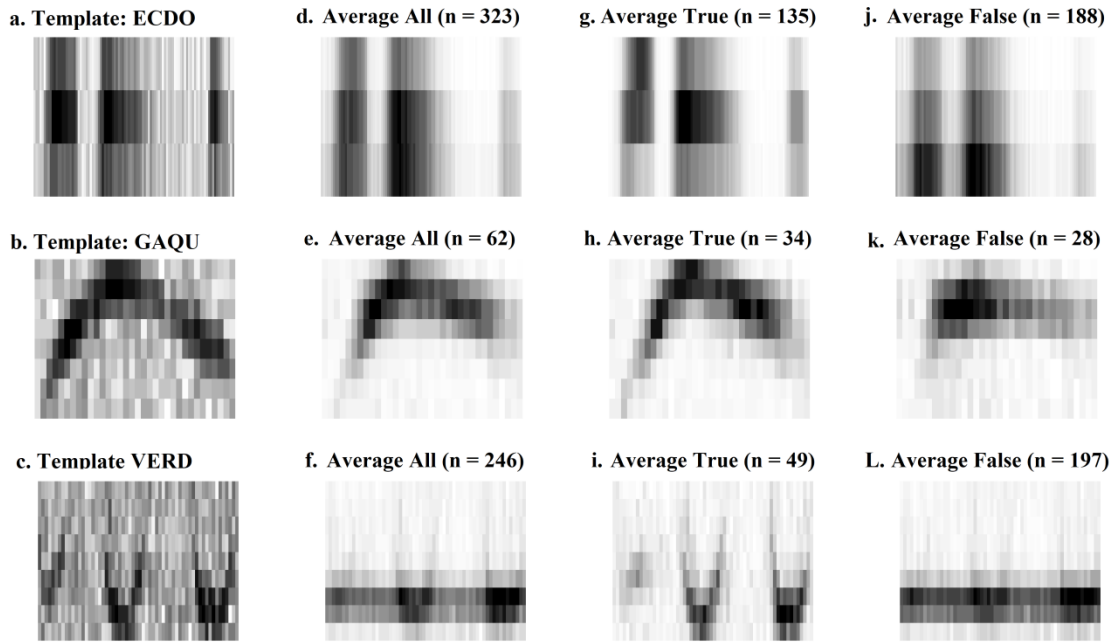 a. Template: ECDO
d. Average All (n = 323)
g. Average True (n = 135)
j. Average False (n = 188)
b. Template: GAQU
e. Average All (n = 62)
h. Average True (n = 34)
k. Average False (n = 28)
c. Template VERD
f. Average All (n = 246)
i. Average True (n = 49)
L. Average False (n = 197)